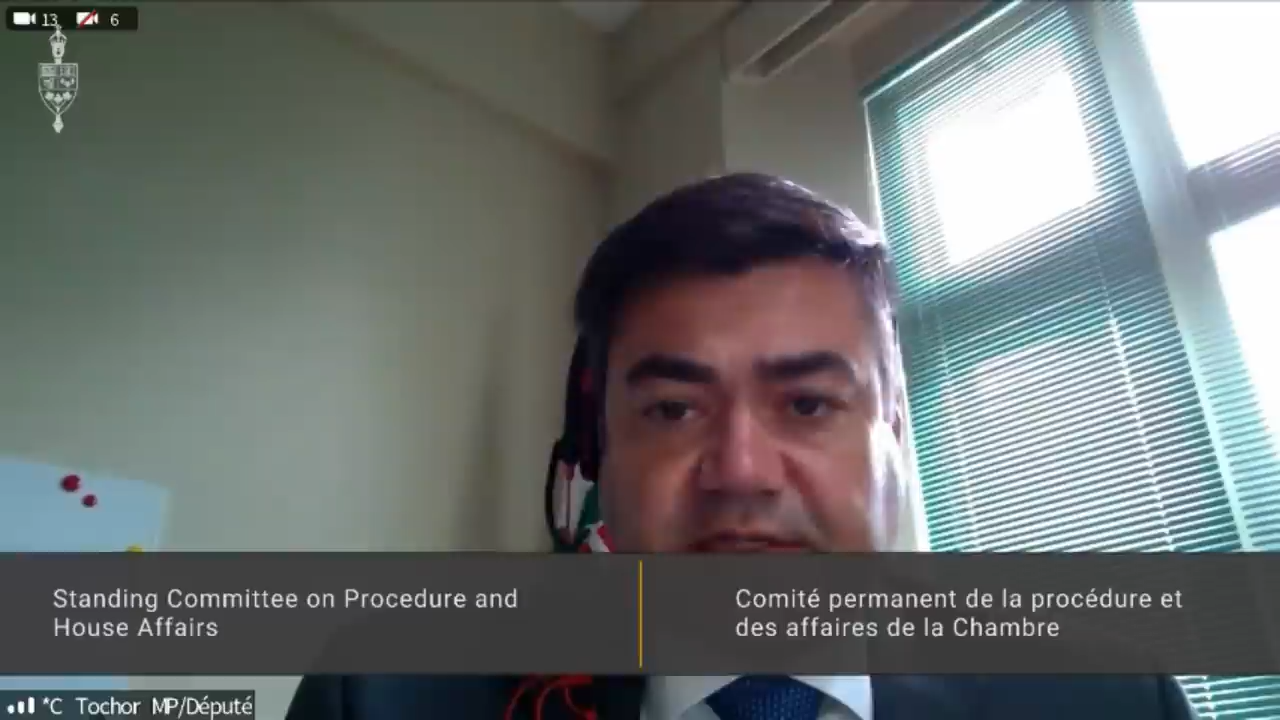 13 6
Standing Committee on Procedure and
House Affairs
Comité permanent de la procédure et
des affaires de la Chambre
*C Tochor MP/Député